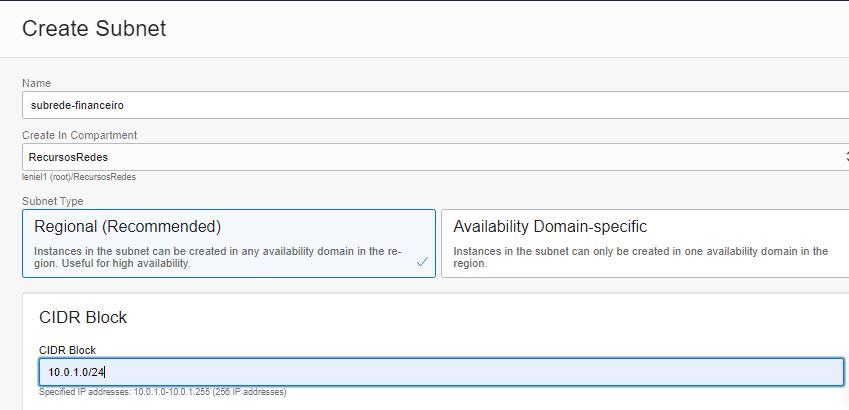 Create Subnet
Name
subrede-financeiro
Create In Compartment
RecursosRedes
leniel1 (root)/RecursosRedes
Subnet Type
Regional (Recommended)
Instances in the subnet can be created in any availability domain in the re-
gion. Useful for high availability.
Availability Domain-specific
Instances in the subnet can only be created in one availability domain in the
region.
CIDR Block
CIDR Block
10.0.1.0/24
Specified IP addresses: 10.0.1.0-10.0.1.255 (256 IP addresses)